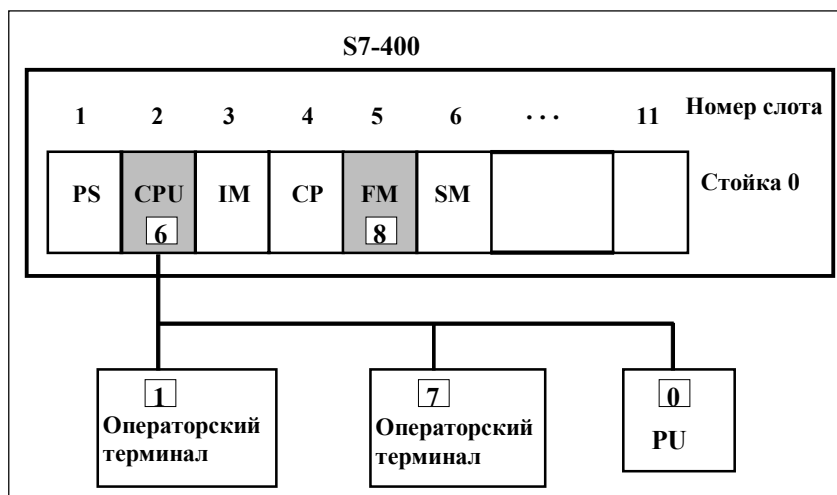 S7-400
1 2 3 4 5 6 ... 11 Номер слота
PS CPU IM CP FM SM Стойка 0
6 8
1 7 0
Операторский терминал Операторский терминал PU